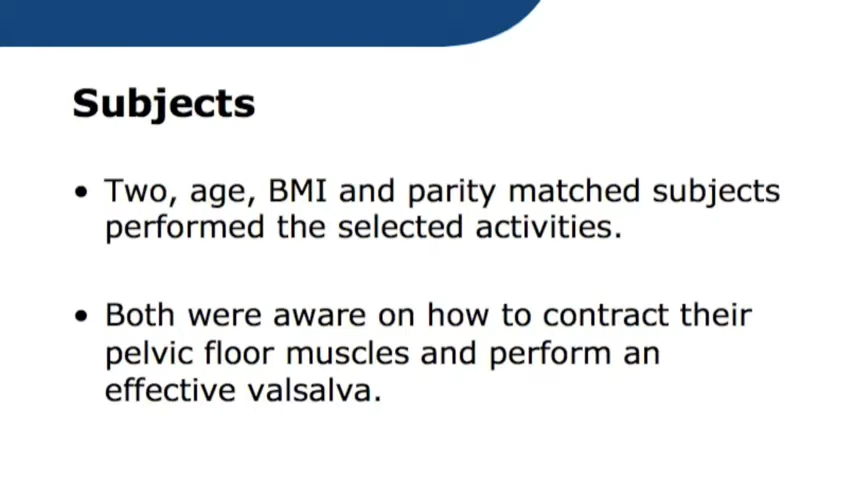 Subjects
• Two, age, BMI and parity matched subjects
performed the selected activities.
• Both were aware on how to contract their
pelvic floor muscles and perform an
effective valsalva.